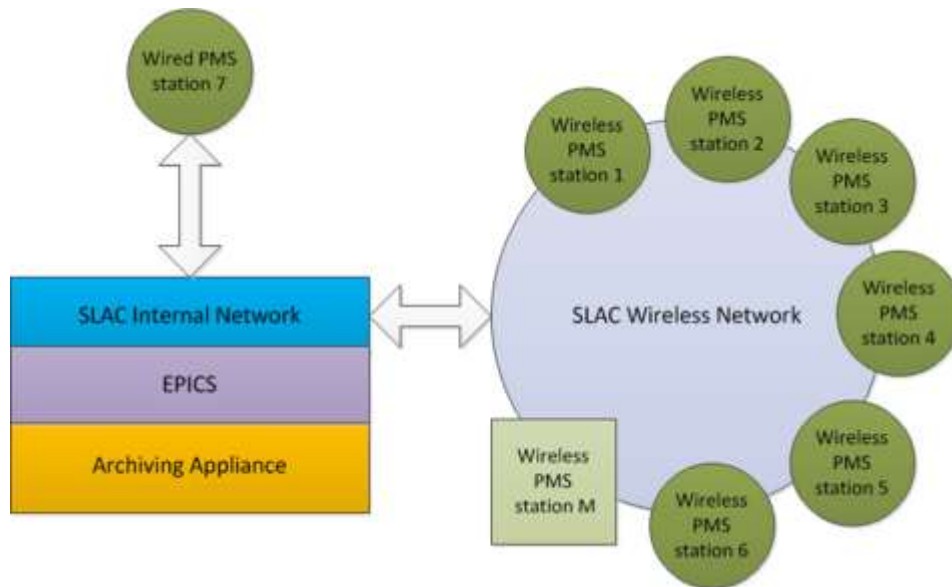 Wired PMS
station 7
Wireless
PMS
station 1
Wireless
PMS
station 2
Wireless
PMS
station 3
Wireless
PMS
station 4
Wireless
PMS
station 5
Wireless
PMS
station 6
Wireless
PMS
station M
SLAC Wireless Network
SLAC Internal Network
EPICS
Archiving Appliance